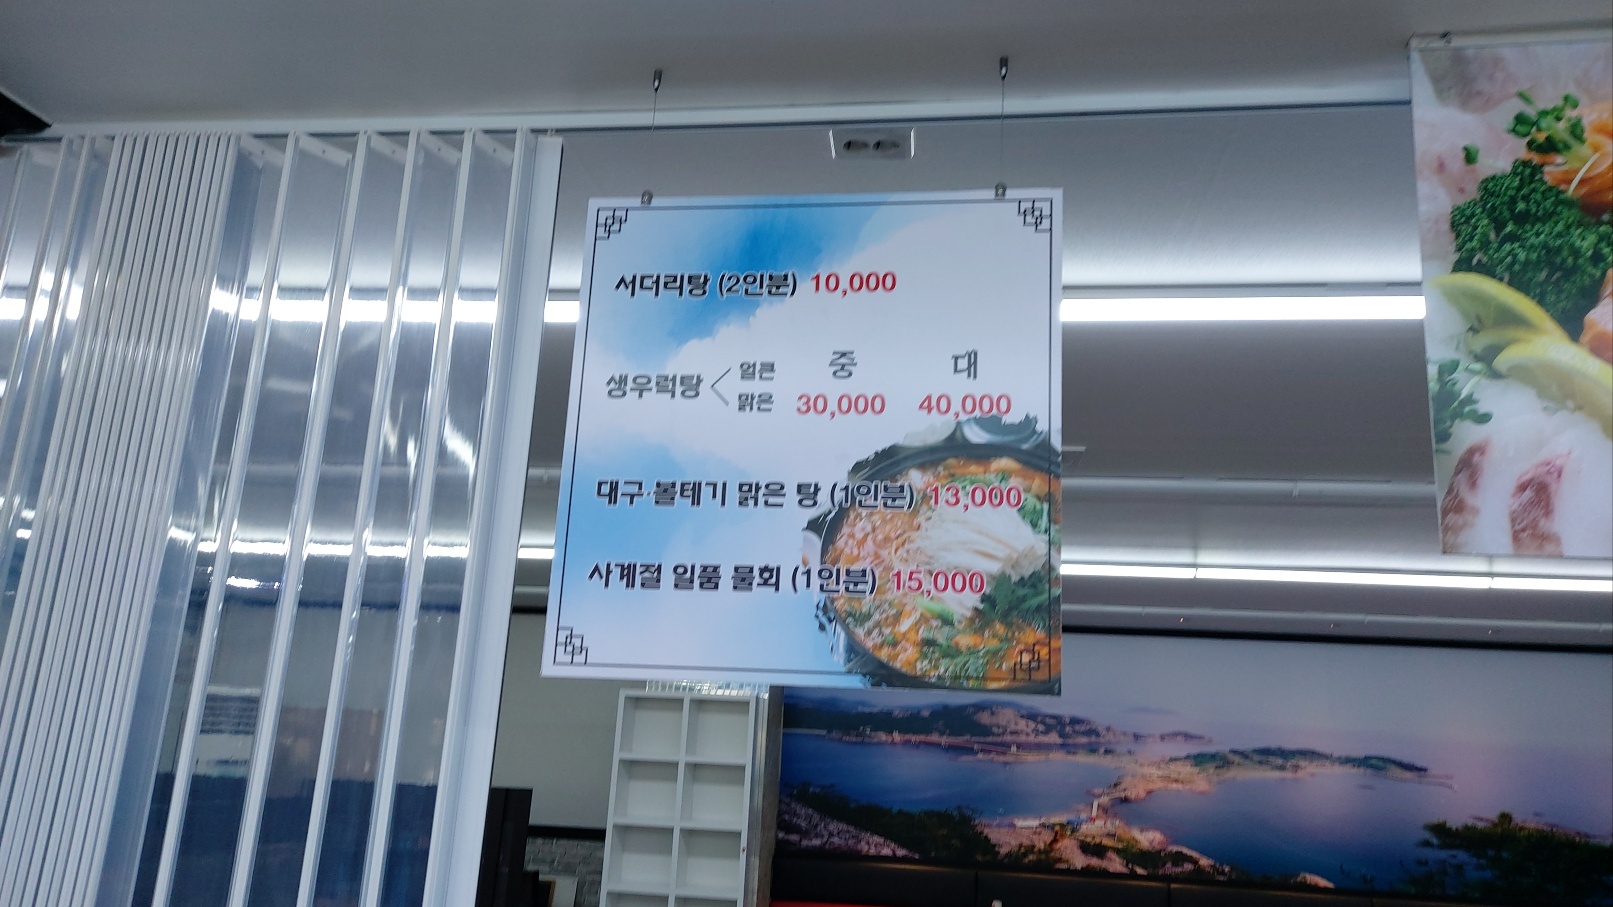 서더리탕 (2인분) 10,000
생우럭탕 얼큰 맑은 중 대
30,000 40,000
대구·볼테기 맑은 탕 (1인분) 13,000
사계절 일품 물회 (1인분) 15,000